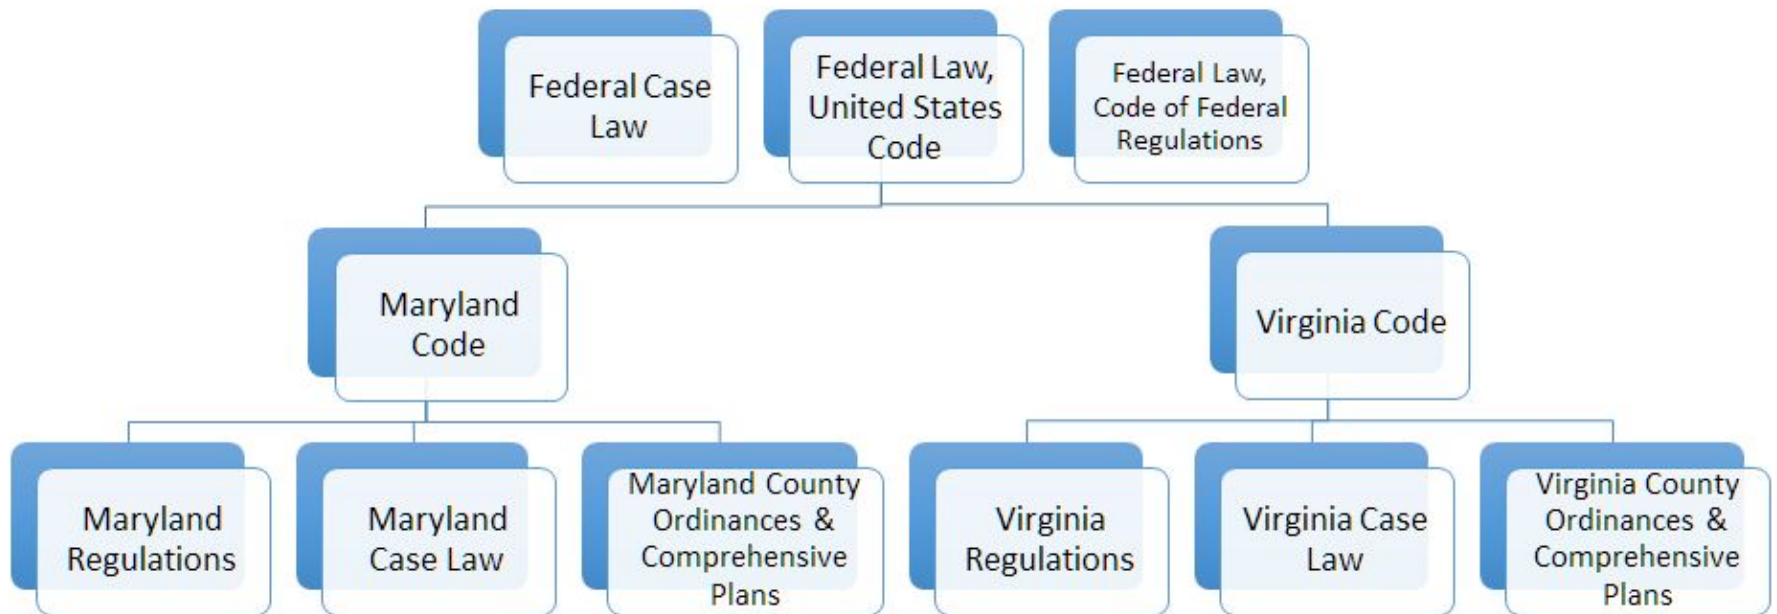 Federal Case
Law
Federal Law,
United States
Code
Federal Law,
Code of Federal
Regulations
Maryland
Code
Virginia Code
Maryland
Regulations
Maryland
Case Law
Maryland County
Ordinances &
Comprehensive
Plans
Virginia
Regulations
Virginia Case
Law
Virginia County
Ordinances &
Comprehensive
Plans